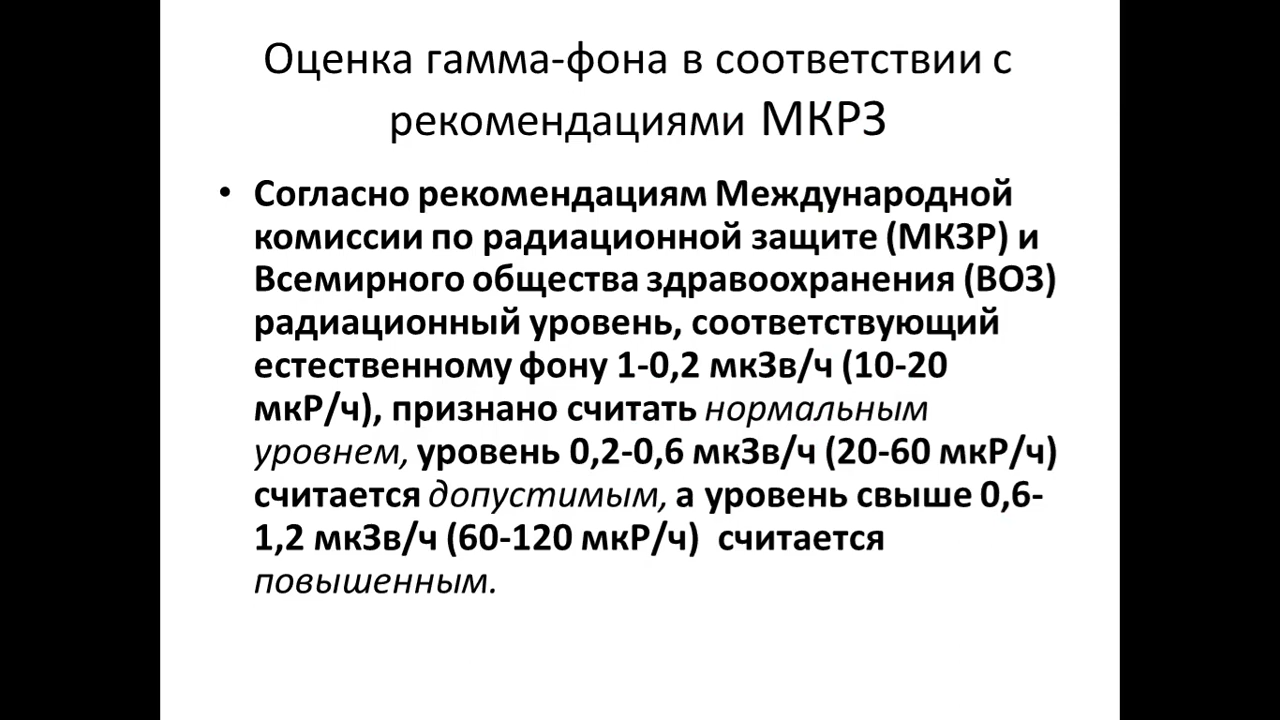 Оценка гамма-фона в соответствии с
рекомендациями МКРЗ
• Согласно рекомендациям Международной
комиссии по радиационной защите (МКЗР) и
Всемирного общества здравоохранения (ВОЗ)
радиационный уровень, соответствующий
естественному фону 1-0,2 мкЗв/ч (10-20
мкР/ч), признано считать нормальным
уровнем, уровень 0,2-0,6 мкЗв/ч (20-60 мкР/ч)
считается допустимым, а уровень свыше 0,6-
1,2 мкЗв/ч (60-120 мкР/ч)  считается
повышенным.